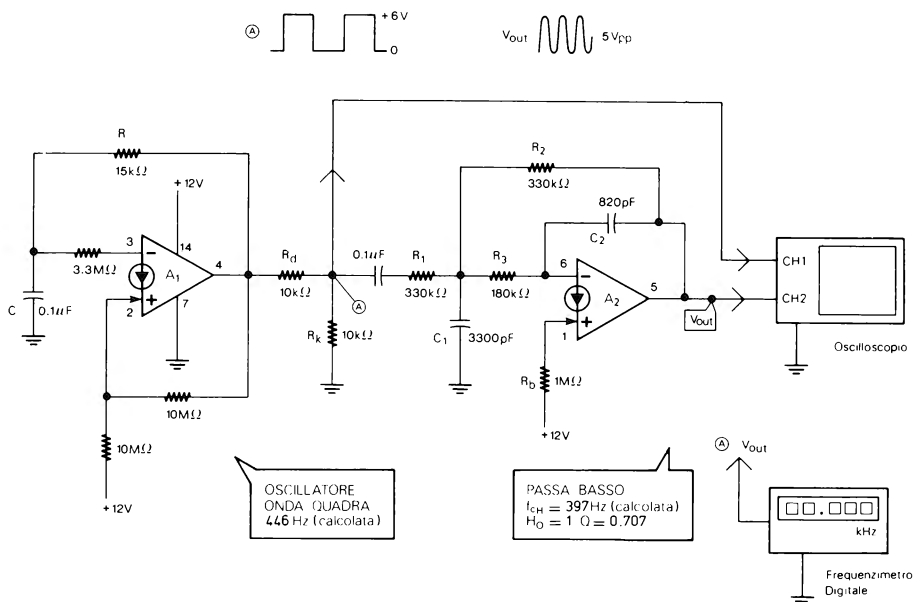 Ⓐ
+6V
0
Vout
5Vpp
R
15kΩ
+12V
3
14
3.3MΩ
A1
4
C
0.1uF
2
7
10MΩ
10MΩ
+12V
Rd
10kΩ
Ⓐ
Rk
10kΩ
0.1uF
R1
330kΩ
R2
330kΩ
820pF
C2
R3
180kΩ
C1
3300pF
6
A2
5
1
Rb
1MΩ
+12V
Vout
CH1
CH2
Oscilloscopio
OSCILLATORE
ONDA QUADRA
446 Hz (calcolata)
PASSA BASSO
fCH = 397Hz (calcolata)
HO = 1 Q = 0.707
Ⓐ Vout
kHz
Frequenzimetro
Digitale